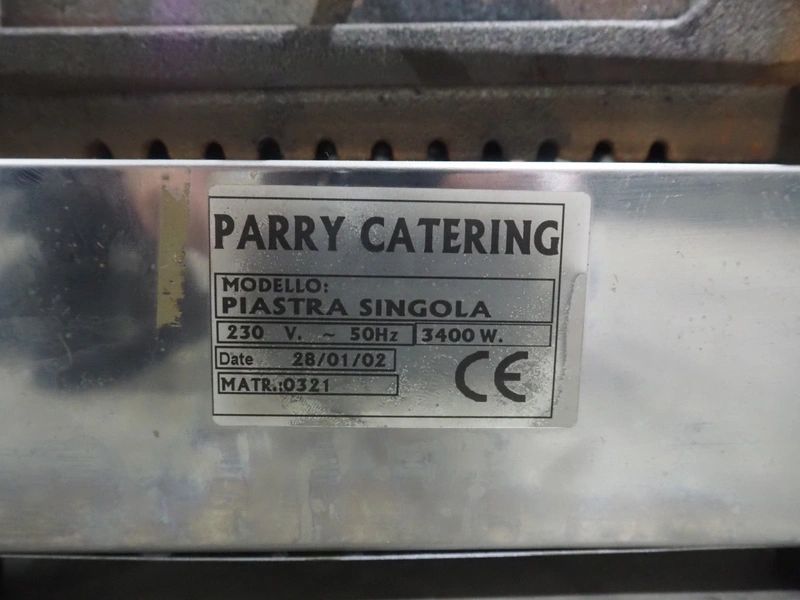 PARRY CATERING
MODELLO:
PIASTRA SINGOLA
230 V. ~ 50Hz 3400 W.
Date 28/01/02
MATR.:0321
CE